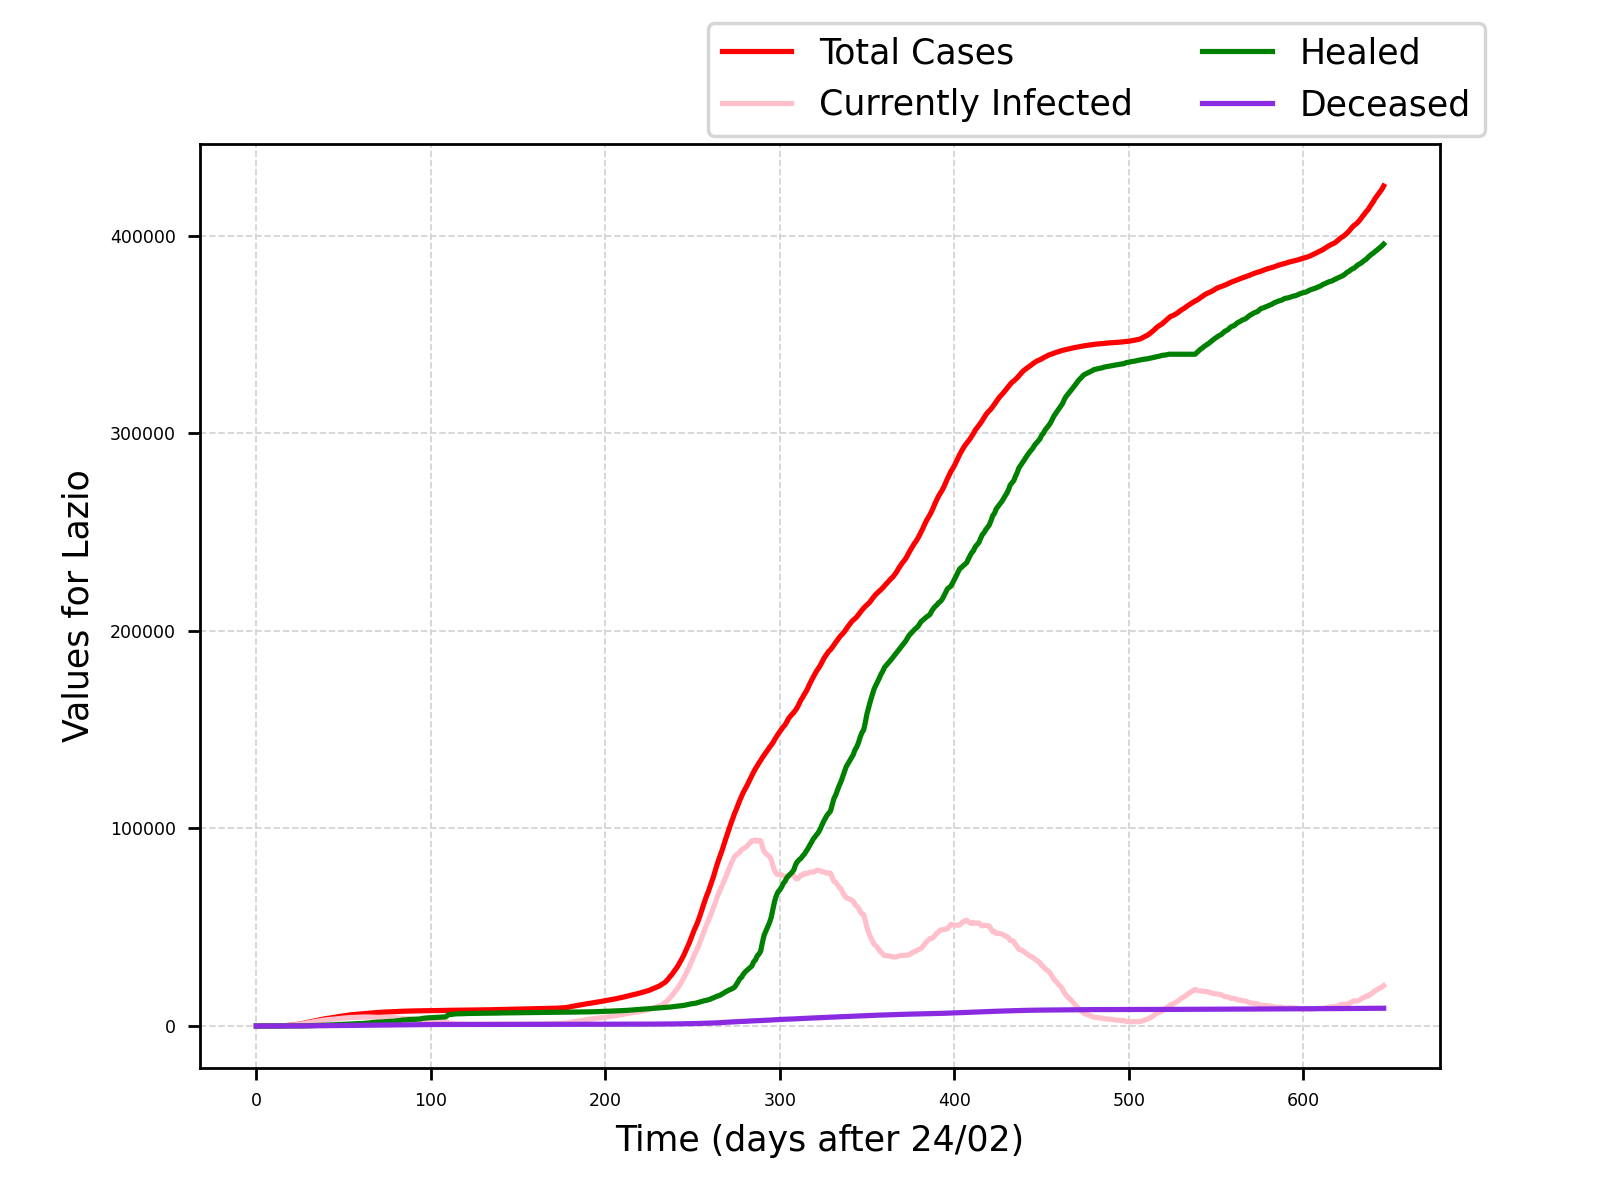 Total Cases
Currently Infected
Healed
Deceased
Values for Lazio
400000
300000
200000
100000
0
0 100 200 300 400 500 600
Time (days after 24/02)